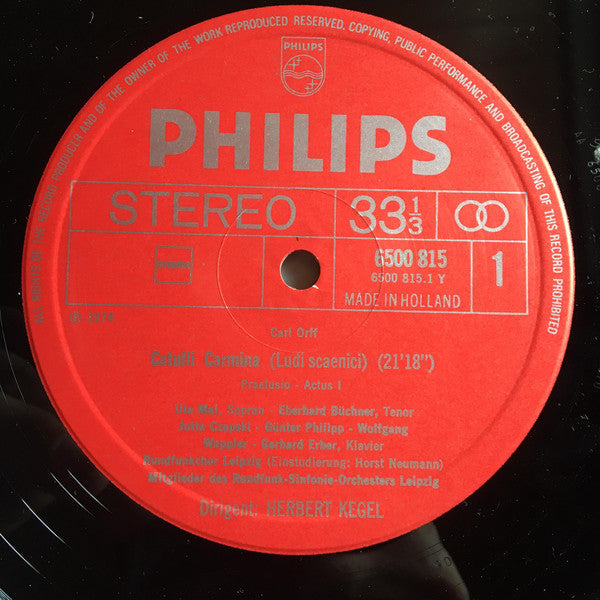 ALL RIGHTS OF THE RECORD PRODUCER AND OF THE OWNER OF THE WORK REPRODUCED RESERVED. COPYING, PUBLIC PERFORMANCE AND BROADCASTING OF THIS RECORD PROHIBITED
PHILIPS
PHILIPS
STEREO 33⅓
6500 815
6500 815.1 Y 1
MADE IN HOLLAND
℗ 1974
Carl Orff
Catulli Carmina (Ludi scaenici) (21'18")
Praelusio - Actus I
Ute Mai, Sopran - Eberhard Büchner, Tenor
Jutta Czapski - Günter Philipp - Wolfgang
Wappler - Gerhard Erber, Klavier
Rundfunkchor Leipzig (Einstudierung: Horst Neumann)
Mitglieder des Rundfunk-Sinfonie-Orchesters Leipzig
Dirigent: HERBERT KEGEL